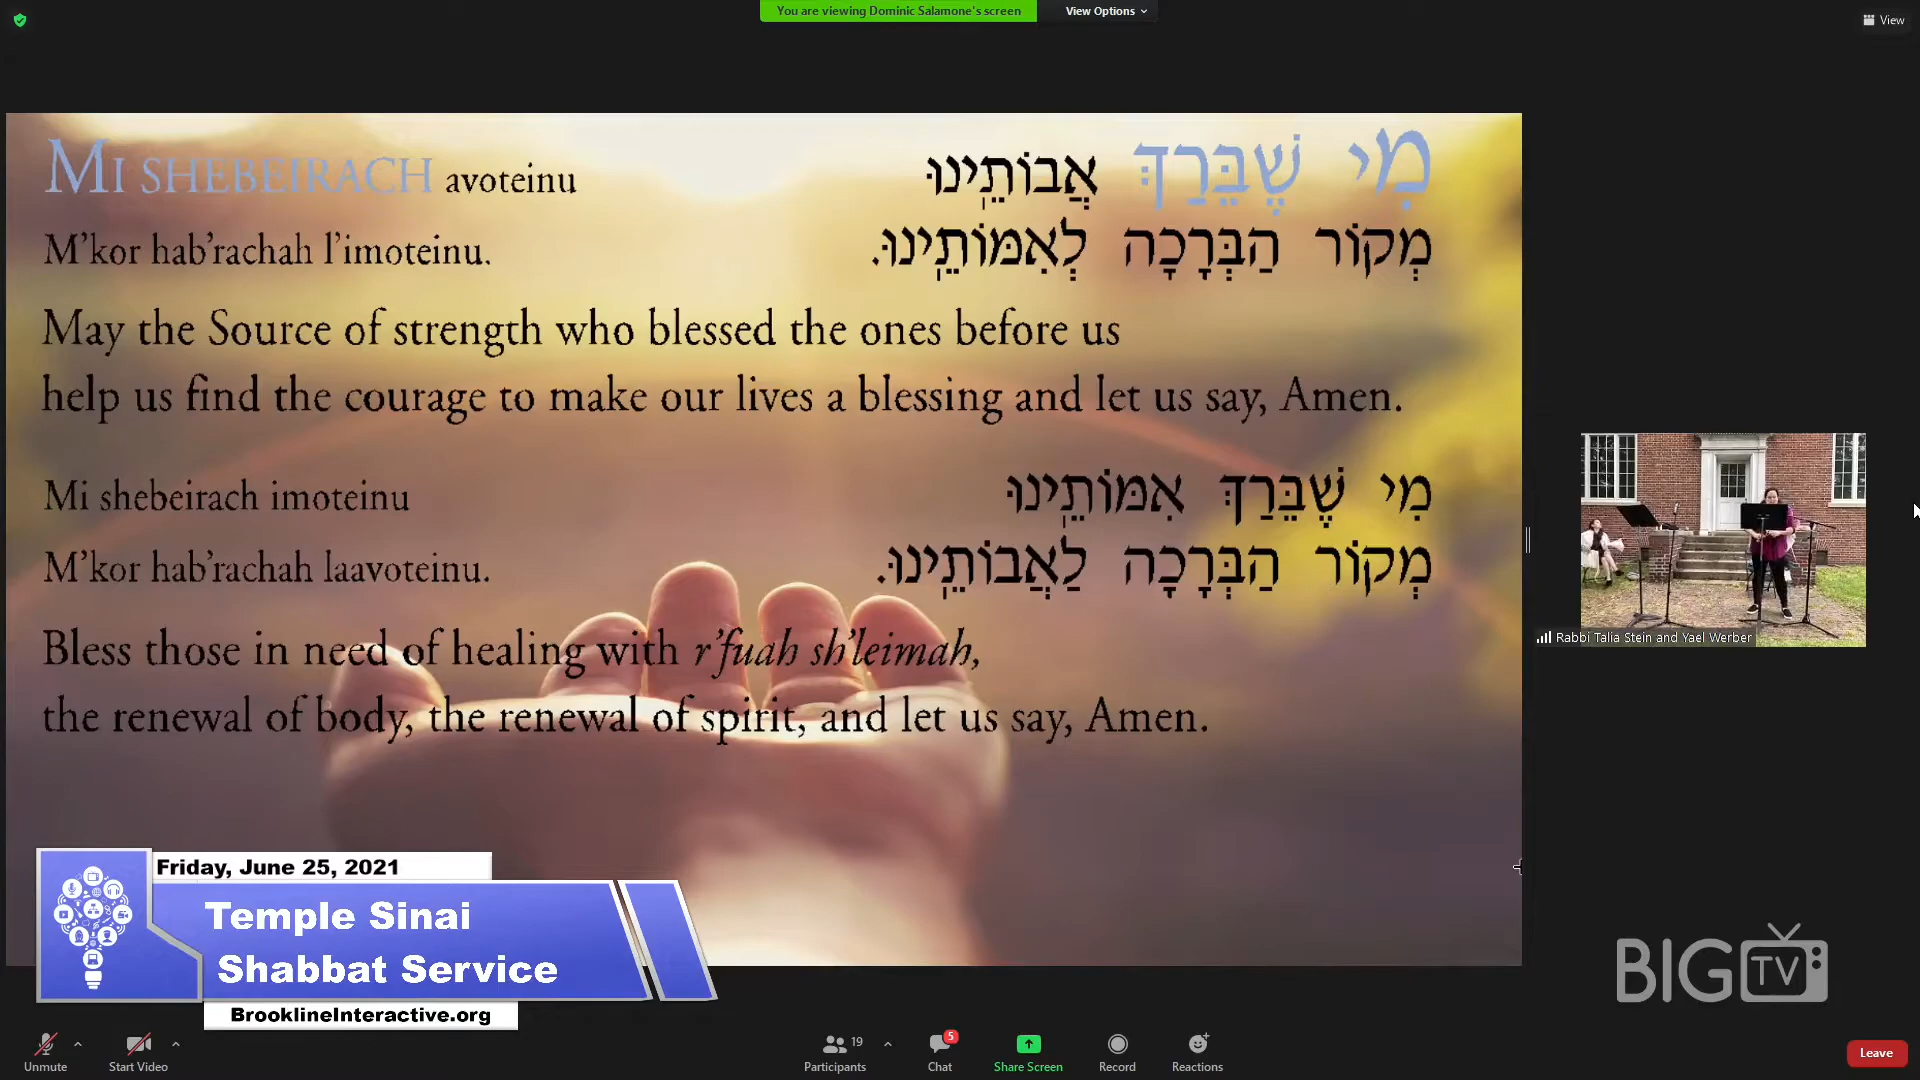 You are viewing Dominic Salamone's screen
View Options
View
MI SHEBEIRACH avoteinu
מִי שֶׁבֵּרַךְ אֲבוֹתֵֽינוּ
M'kor hab'rachah l'imoteinu.
מְקוֹר הַבְּרָכָה לְאִמּוֹתֵֽינוּ.
May the Source of strength who blessed the ones before us
help us find the courage to make our lives a blessing and let us say, Amen.
Mi shebeirach imoteinu
מִי שֶׁבֵּרַךְ אִמּוֹתֵֽינוּ
M'kor hab'rachah laavoteinu.
מְקוֹר הַבְּרָכָה לַאֲבוֹתֵֽינוּ.
Bless those in need of healing with r'fuah sh'leimah,
the renewal of body, the renewal of spirit, and let us say, Amen.
Rabbi Talia Stein and Yael Werber
Friday, June 25, 2021
Temple Sinai
Shabbat Service
BrooklineInteractive.org
BIG TV
Unmute
Start Video
19
Participants
5
Chat
Share Screen
Record
Reactions
Leave